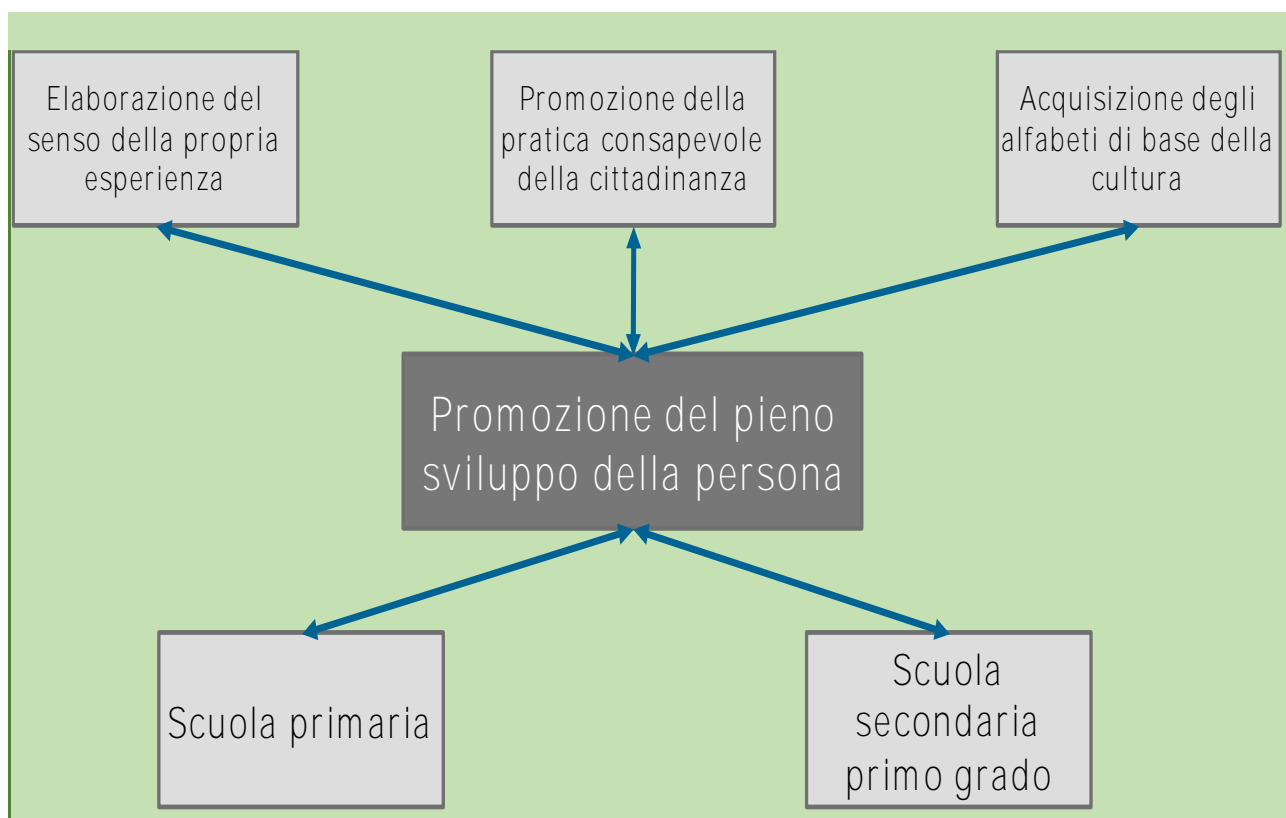 Elaborazione del
senso della propria
esperienza
Promozione della
pratica consapevole
della cittadinanza
Acquisizione degli
alfabeti di base della
cultura
Promozione del pieno
sviluppo della persona
Scuola primaria
Scuola
secondaria
primo grado